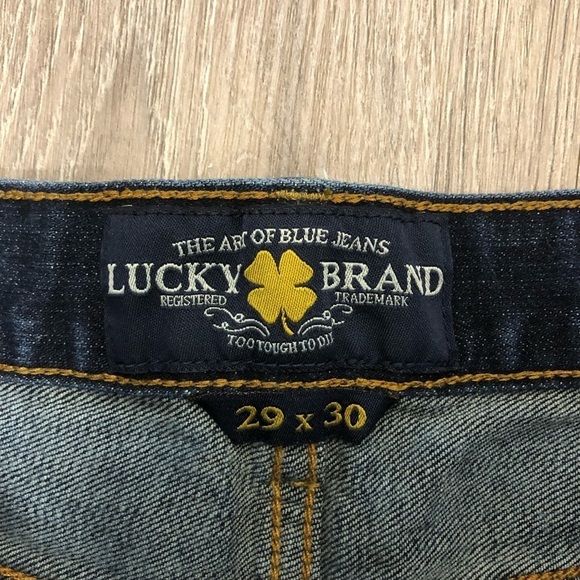 THE ART OF BLUE JEANS
LUCKY BRAND
REGISTERED TRADEMARK
TOO TOUGH TO DIE
29 x 30